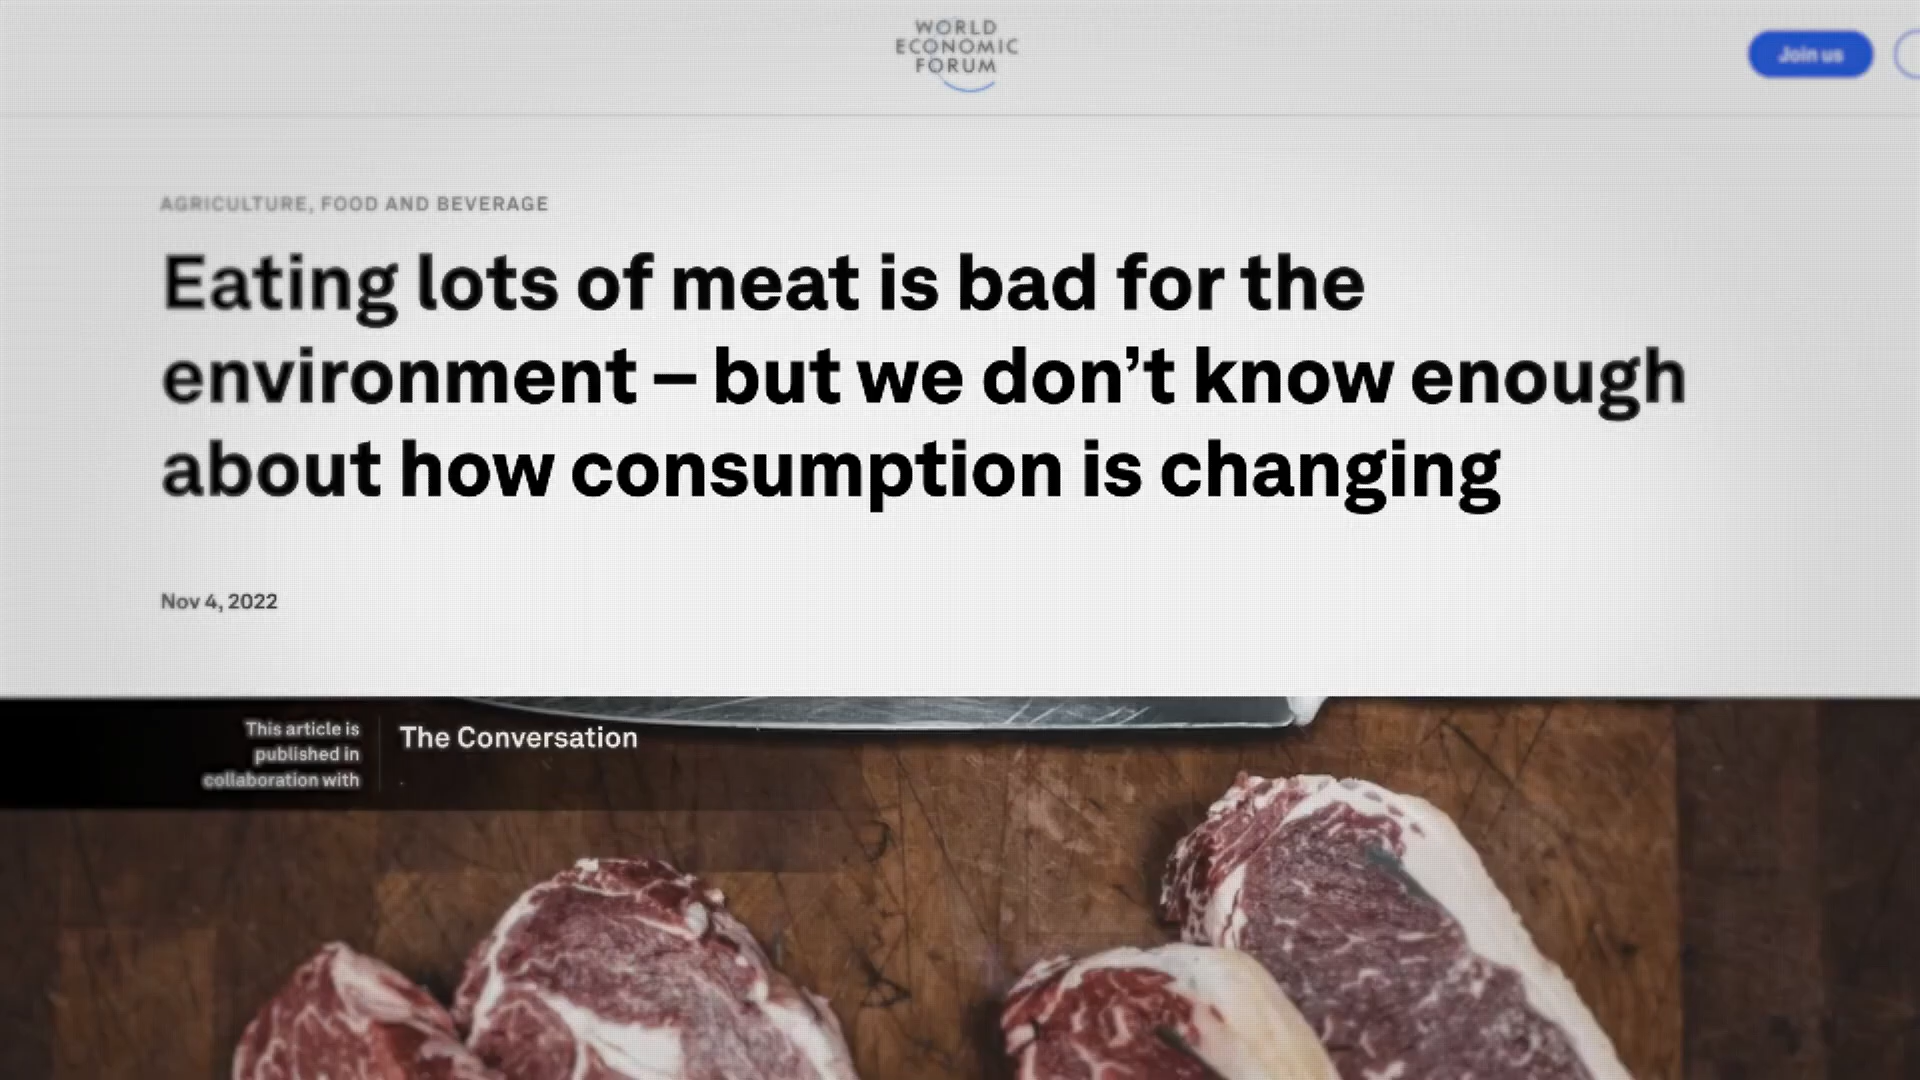 WORLD
ECONOMIC
FORUM
Join us
AGRICULTURE, FOOD AND BEVERAGE
Eating lots of meat is bad for the
environment – but we don’t know enough
about how consumption is changing
Nov 4, 2022
This article is
published in
collaboration with
The Conversation
.